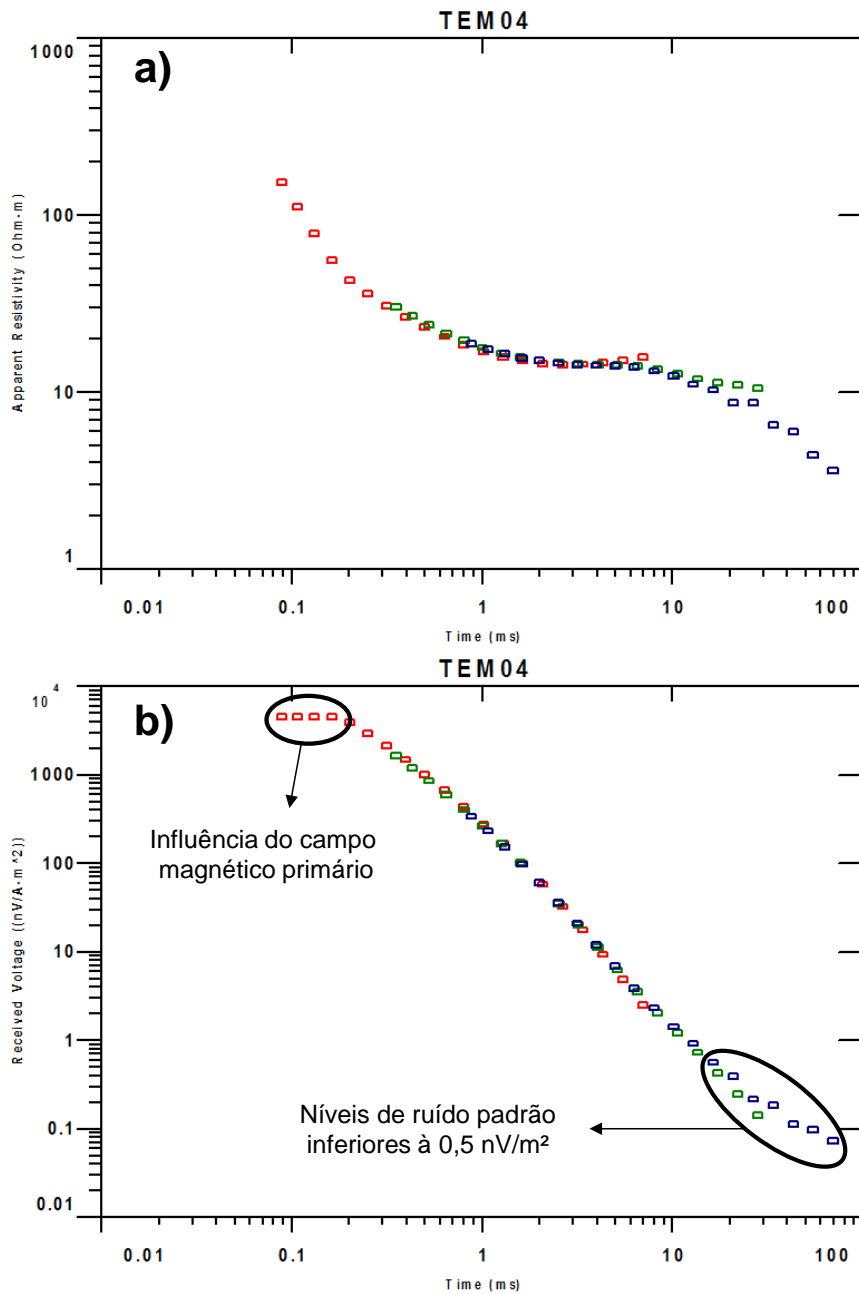 TEM04
a)
1000
100
10
1
Apparent Resistivity (Ohm-m)
0.01 0.1 1 10 100
Time (ms)
TEM04
b)
10^4
1000
100
10
1
0.1
0.01
Received Voltage ((nV/A-m^2))
Influência do campo
magnético primário
Níveis de ruído padrão
inferiores à 0,5 nV/m²
0.01 0.1 1 10 100
Time (ms)